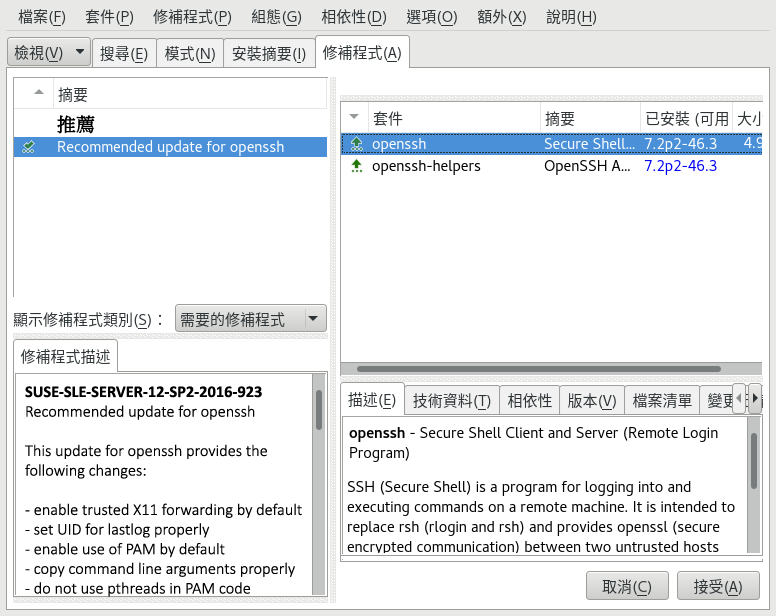 檔案(F) 套件(P) 修補程式(P) 組態(G) 相依性(D) 選項(O) 額外(X) 說明(H)
檢視(V) 搜尋(E) 模式(N) 安裝摘要(I) 修補程式(A)
摘要
推薦
Recommended update for openssh
顯示修補程式類別(S)： 需要的修補程式
修補程式描述
SUSE-SLE-SERVER-12-SP2-2016-923
Recommended update for openssh
This update for openssh provides the
following changes:
- enable trusted X11 forwarding by default
- set UID for lastlog properly
- enable use of PAM by default
- copy command line arguments properly
- do not use pthreads in PAM code
套件 摘要 已安裝 (可用 大小
openssh Secure Shell... 7.2p2-46.3 4.9
openssh-helpers OpenSSH A... 7.2p2-46.3
描述(E) 技術資料(T) 相依性 版本(V) 檔案清單 變更
openssh - Secure Shell Client and Server (Remote Login
Program)
SSH (Secure Shell) is a program for logging into and
executing commands on a remote machine. It is intended to
replace rsh (rlogin and rsh) and provides openssl (secure
encrypted communication) between two untrusted hosts
取消(C) 接受(A)